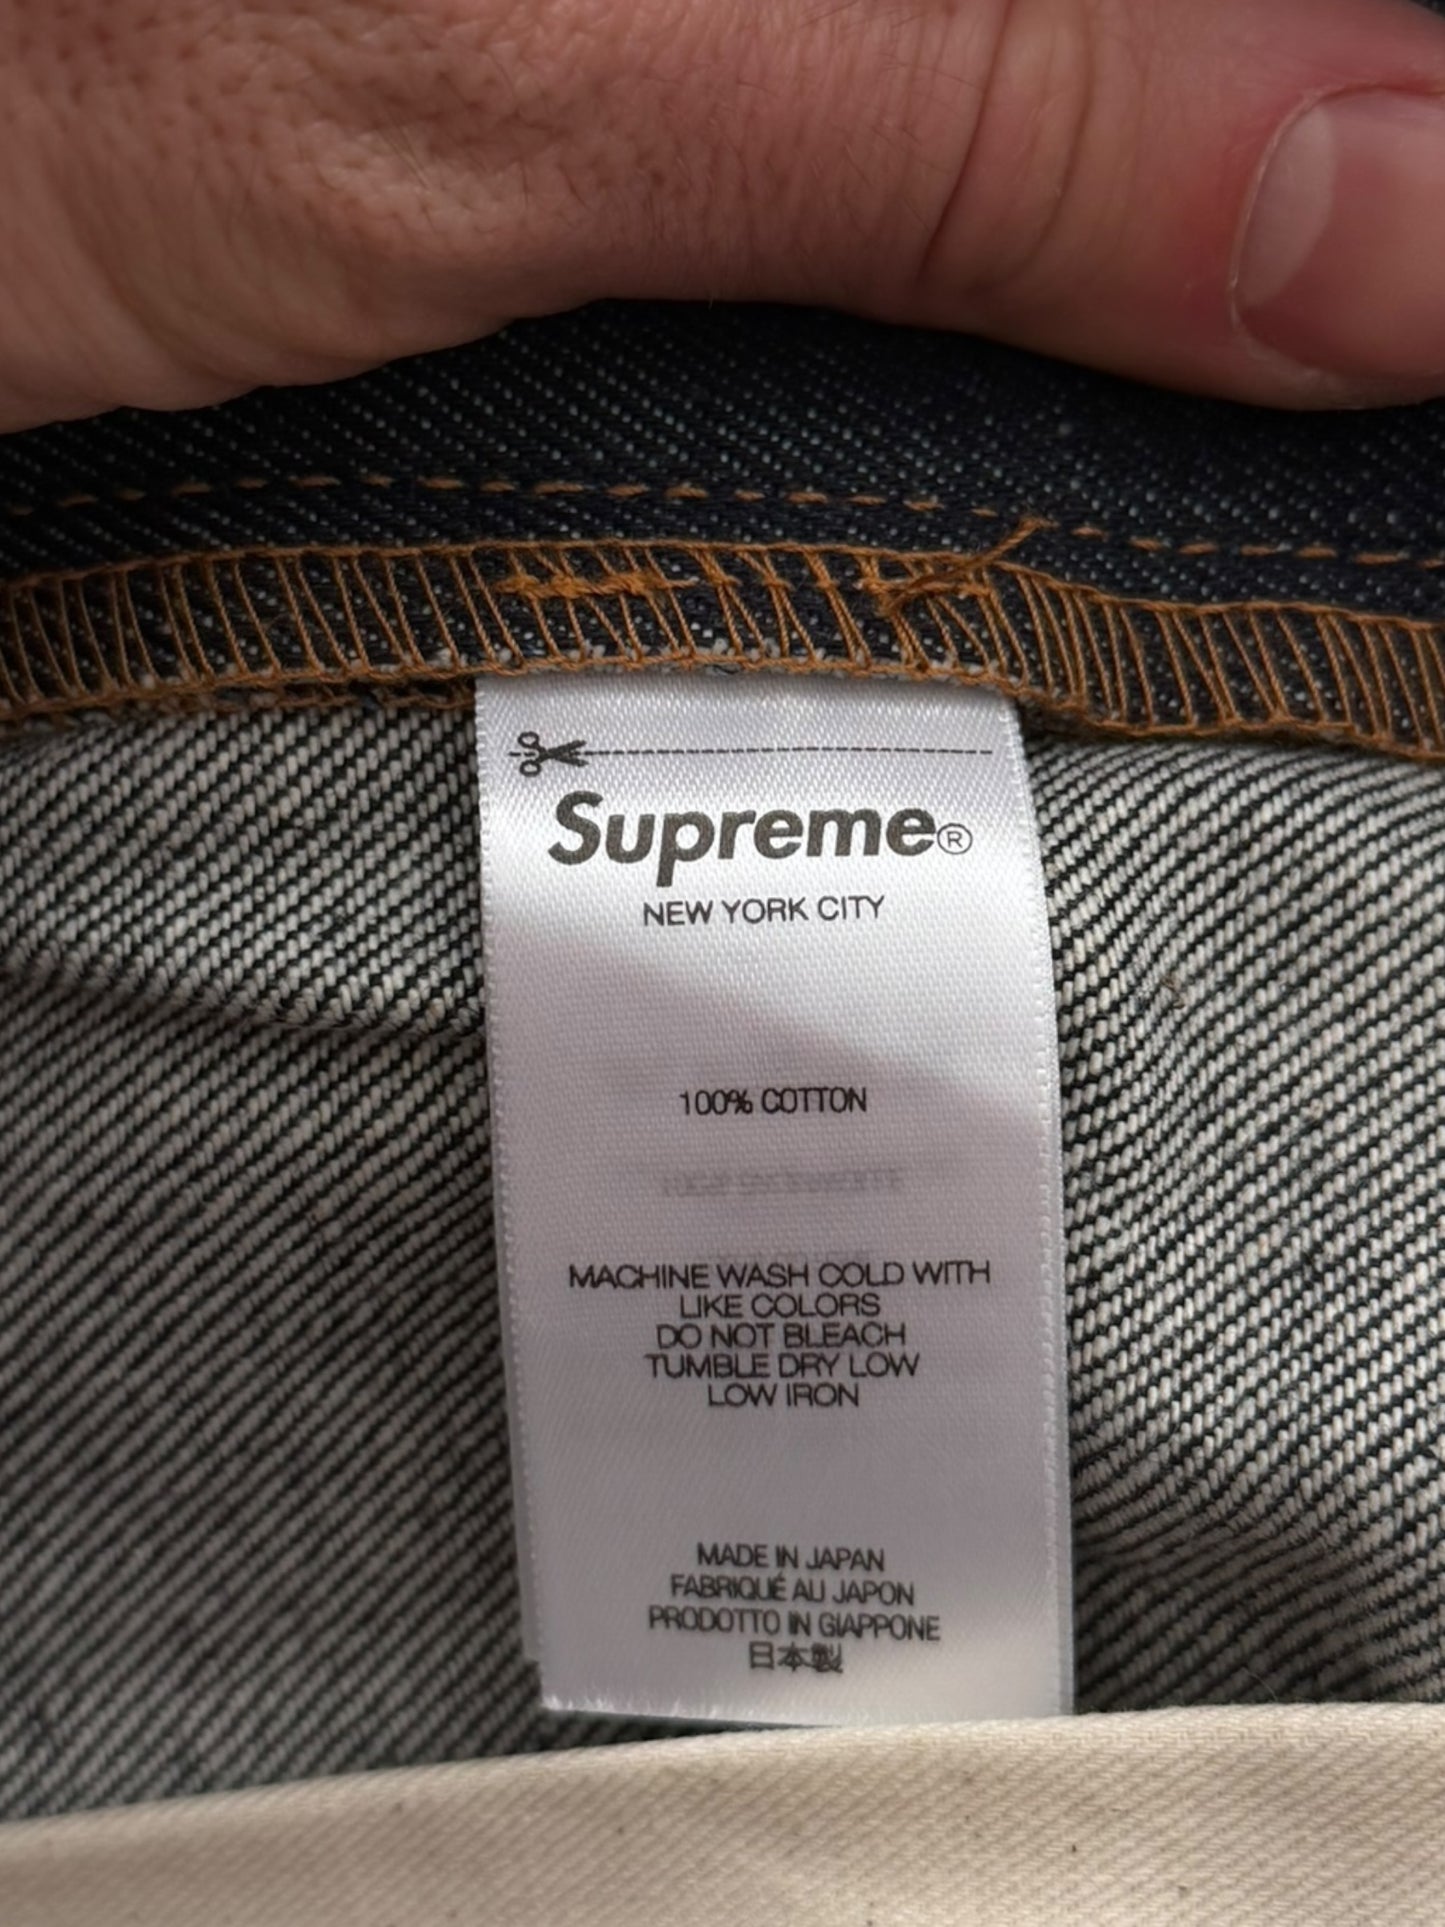 Supreme®
NEW YORK CITY
100% COTTON
MACHINE WASH COLD WITH
LIKE COLORS
DO NOT BLEACH
TUMBLE DRY LOW
LOW IRON
MADE IN JAPAN
FABRIQUÉ AU JAPON
PRODOTTO IN GIAPPONE
日本製